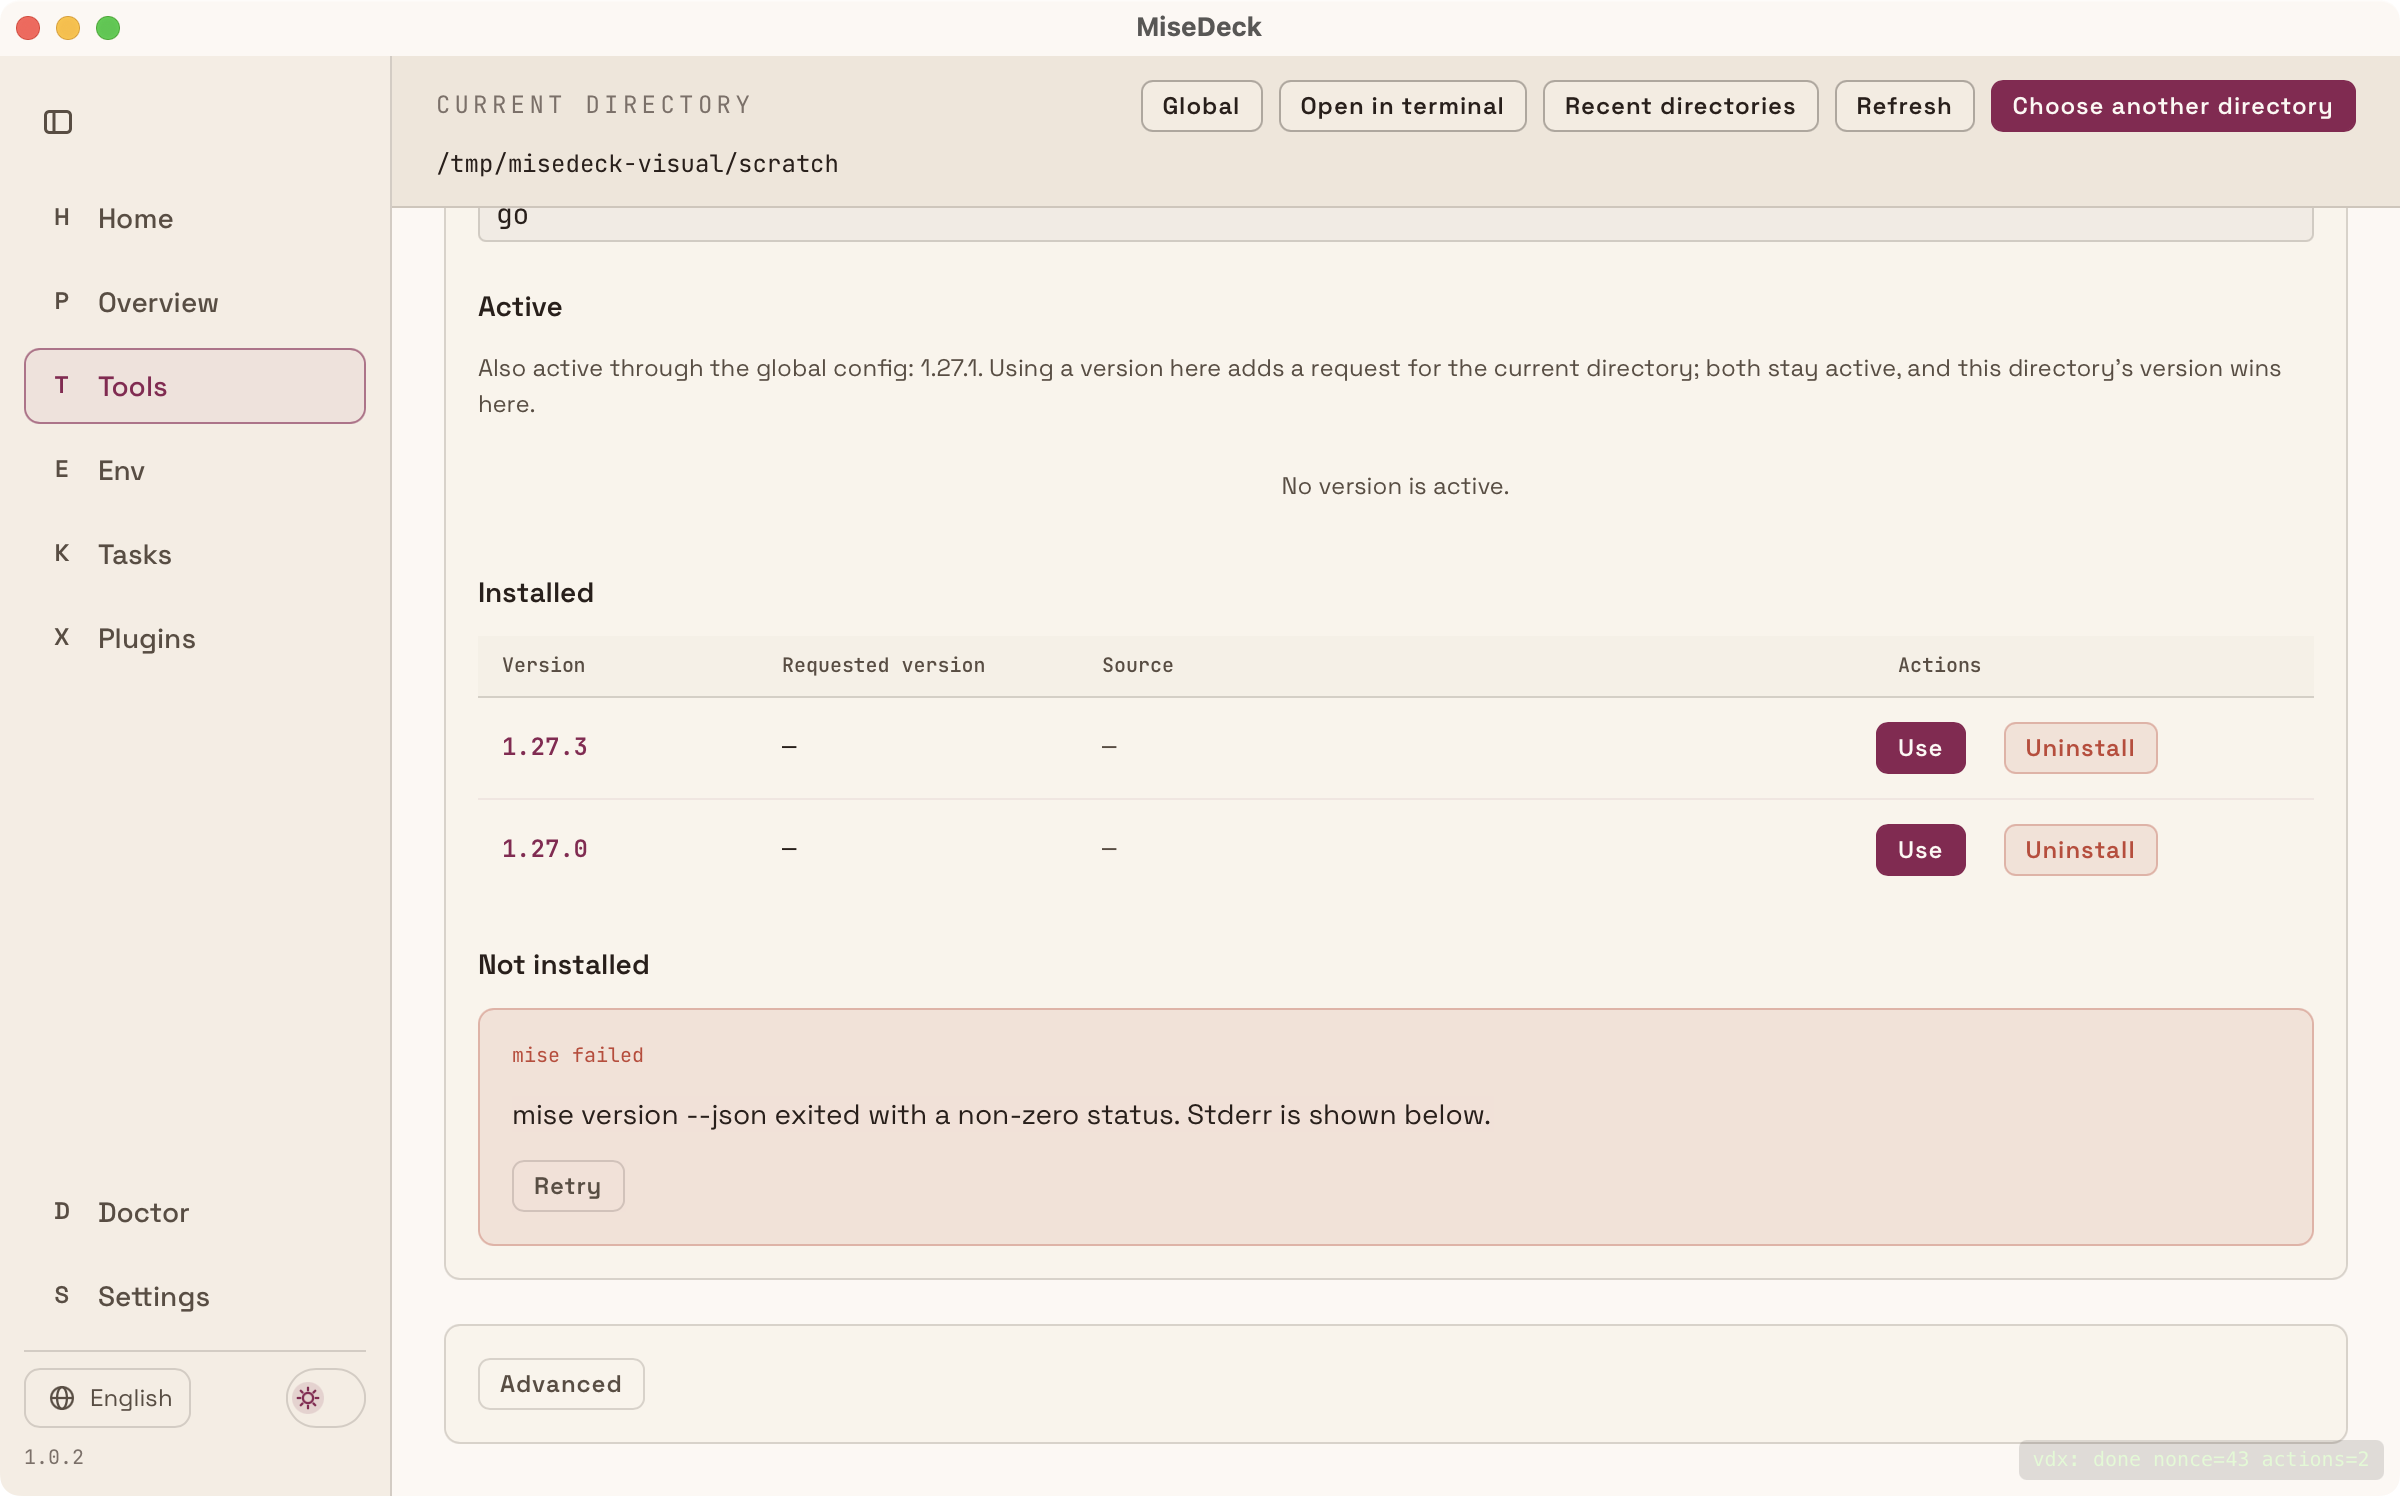 MiseDeck
CURRENT DIRECTORY
Global
Open in terminal
Recent directories
Refresh
Choose another directory
/tmp/misedeck-visual/scratch
H Home
P Overview
T Tools
E Env
K Tasks
X Plugins
D Doctor
S Settings
English
1.0.2
go
Active
Also active through the global config: 1.27.1. Using a version here adds a request for the current directory; both stay active, and this directory’s version wins
here.
No version is active.
Installed
Version Requested version Source Actions
1.27.3 — — Use Uninstall
1.27.0 — — Use Uninstall
Not installed
mise failed
mise version --json exited with a non-zero status. Stderr is shown below.
Retry
Advanced
vdx: done nonce=43 actions=2